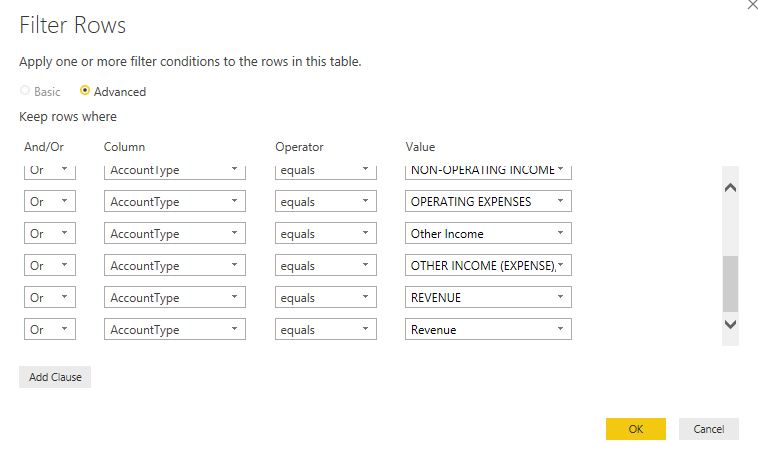 Filter Rows
Apply one or more filter conditions to the rows in this table.
Basic Advanced
Keep rows where
And/Or Column Operator Value
Or AccountType equals NON-OPERATING INCOME
Or AccountType equals OPERATING EXPENSES
Or AccountType equals Other Income
Or AccountType equals OTHER INCOME (EXPENSE),
Or AccountType equals REVENUE
Or AccountType equals Revenue
Add Clause
OK Cancel